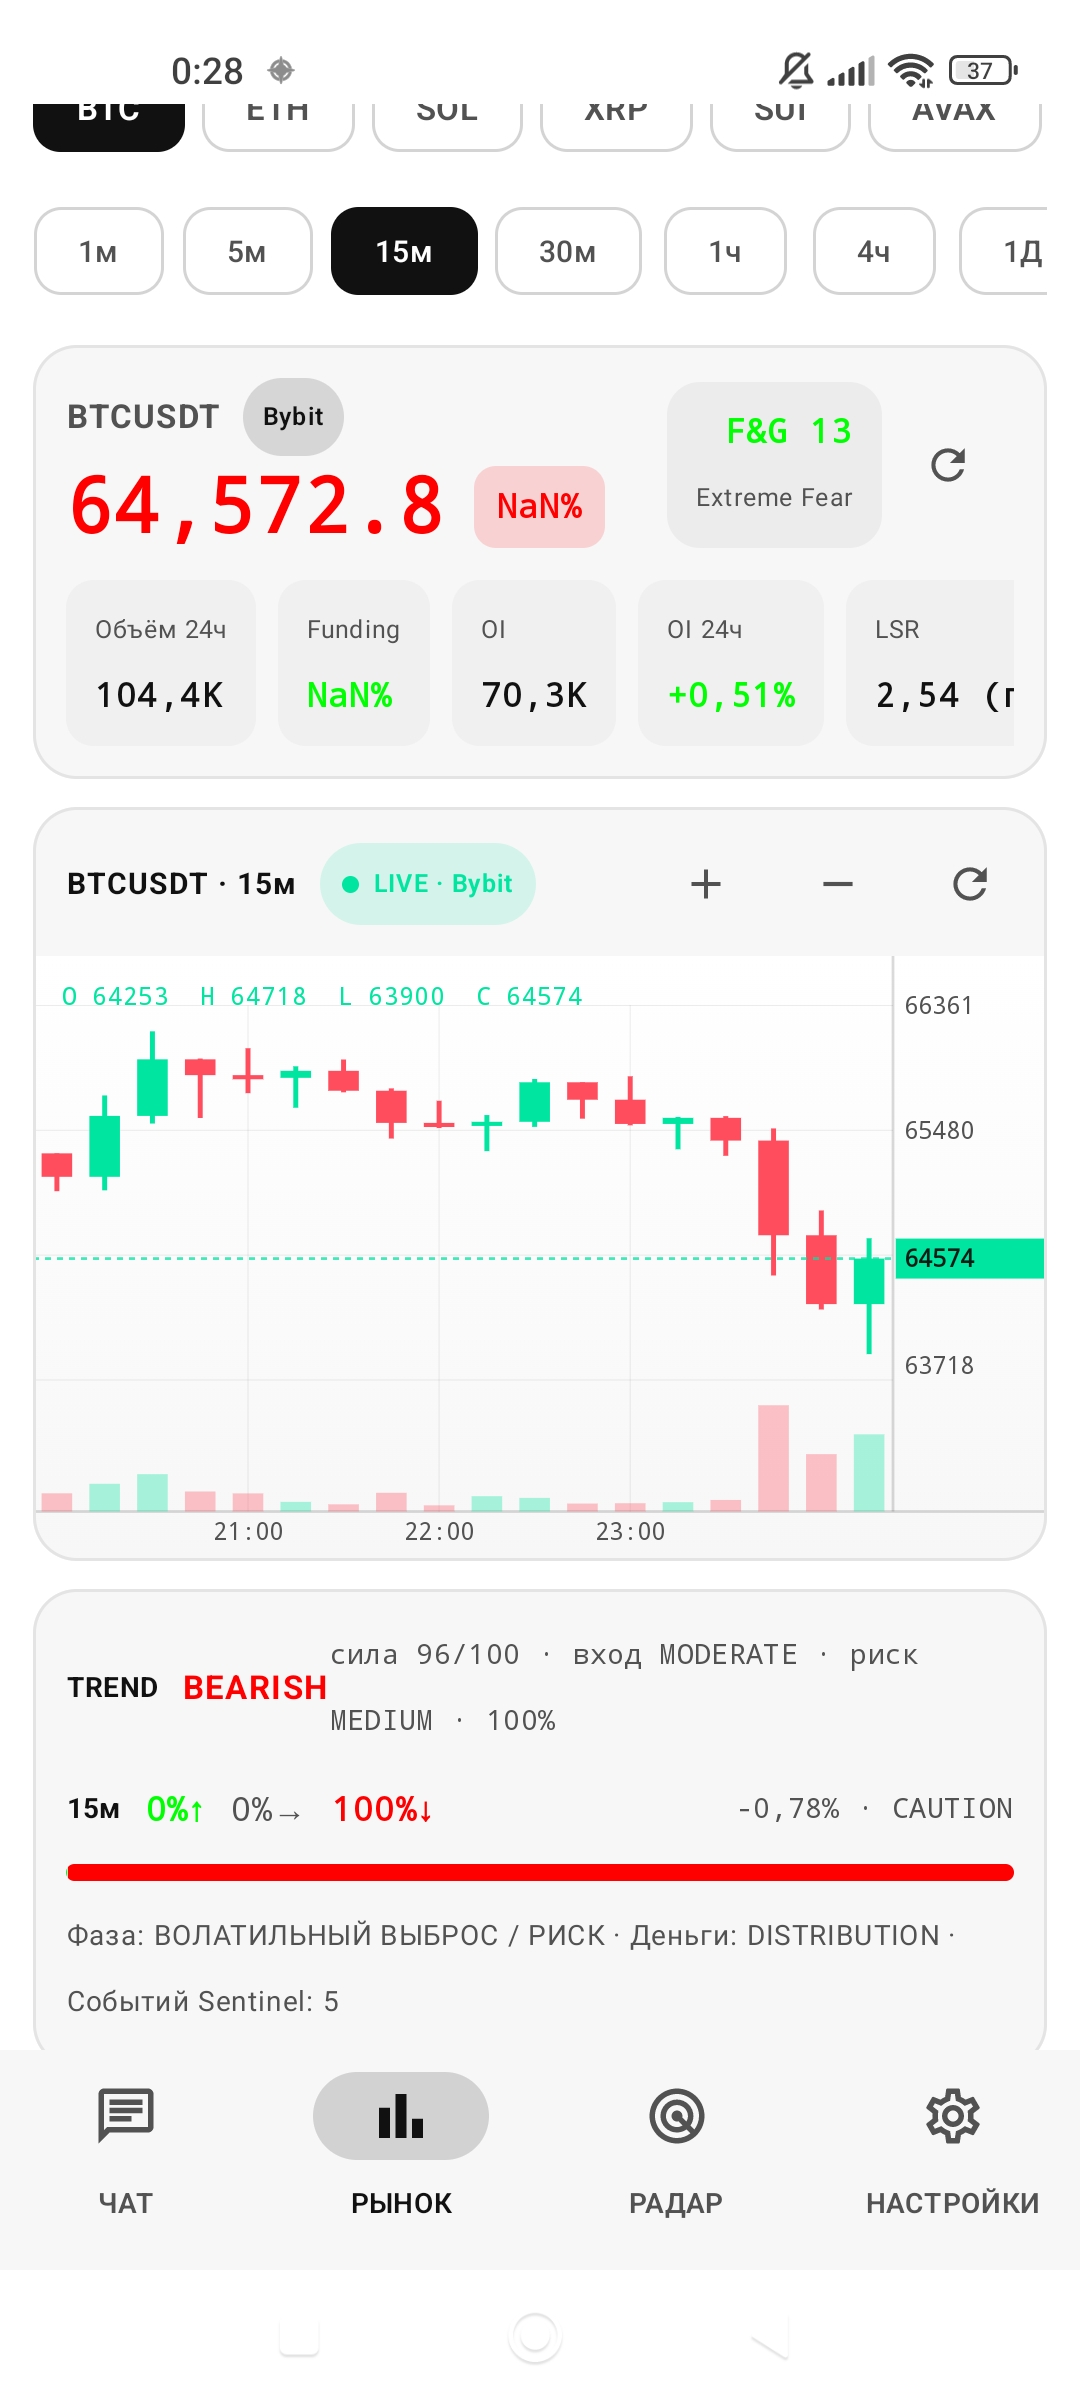 0:28
37
BTC ETH SOL XRP SUI AVAX
1м 5м 15м 30м 1ч 4ч 1Д
BTCUSDT Bybit
F&G 13
64,572.8 NaN%
Extreme Fear
Объём 24ч Funding OI OI 24ч LSR
104,4K NaN% 70,3K +0,51% 2,54
BTCUSDT · 15м LIVE · Bybit + −
O 64253 H 64718 L 63900 C 64574
66361
65480
64574
63718
21:00 22:00 23:00
сила 96/100 · вход MODERATE · риск
TREND BEARISH
MEDIUM · 100%
15м 0%↑ 0%→ 100%↓ -0,78% · CAUTION
Фаза: ВОЛАТИЛЬНЫЙ ВЫБРОС / РИСК · Деньги: DISTRIBUTION ·
Событий Sentinel: 5
ЧАТ РЫНОК РАДАР НАСТРОЙКИ